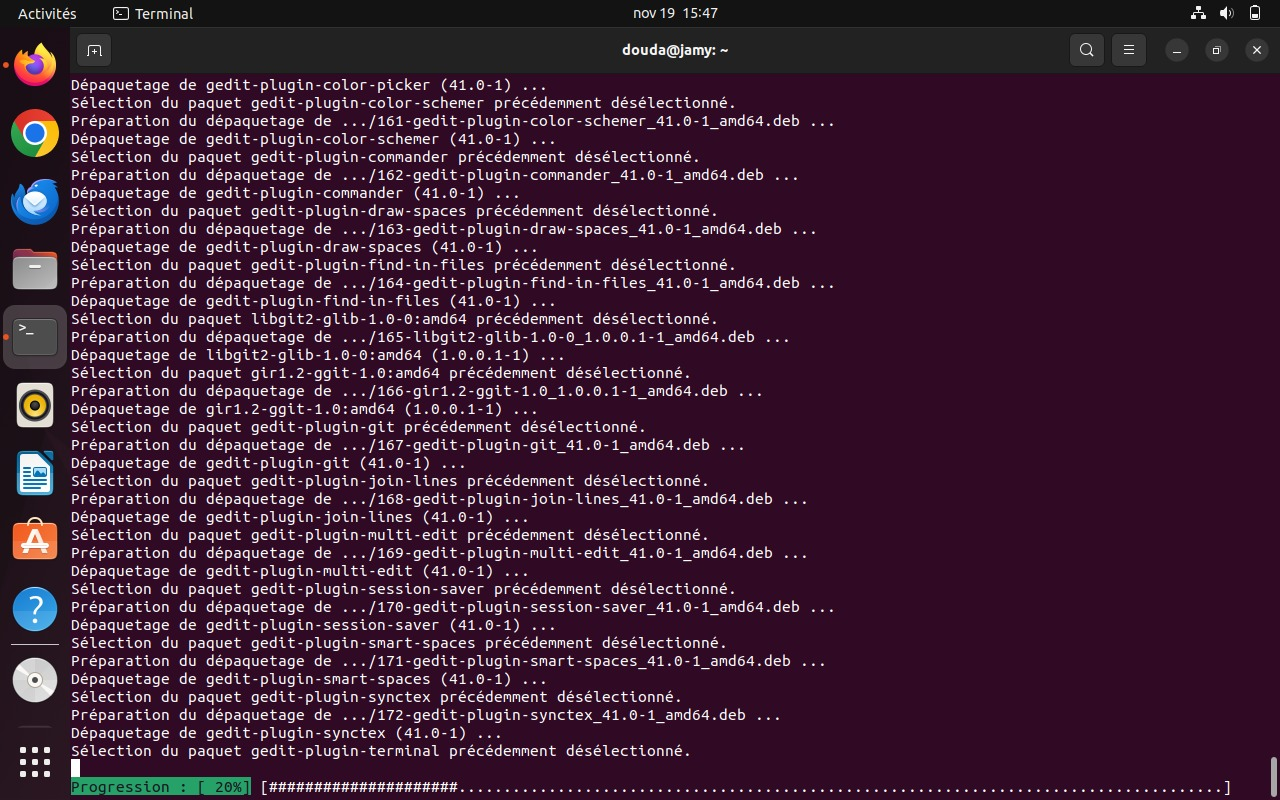 Activités
Terminal
nov 19 15:47
douda@jamy: ~
Dépaquetage de gedit-plugin-color-picker (41.0-1) ...
Sélection du paquet gedit-plugin-color-schemer précédemment désélectionné.
Préparation du dépaquetage de .../161-gedit-plugin-color-schemer_41.0-1_amd64.deb ...
Dépaquetage de gedit-plugin-color-schemer (41.0-1) ...
Sélection du paquet gedit-plugin-commander précédemment désélectionné.
Préparation du dépaquetage de .../162-gedit-plugin-commander_41.0-1_amd64.deb ...
Dépaquetage de gedit-plugin-commander (41.0-1) ...
Sélection du paquet gedit-plugin-draw-spaces précédemment désélectionné.
Préparation du dépaquetage de .../163-gedit-plugin-draw-spaces_41.0-1_amd64.deb ...
Dépaquetage de gedit-plugin-draw-spaces (41.0-1) ...
Sélection du paquet gedit-plugin-find-in-files précédemment désélectionné.
Préparation du dépaquetage de .../164-gedit-plugin-find-in-files_41.0-1_amd64.deb ...
Dépaquetage de gedit-plugin-find-in-files (41.0-1) ...
Sélection du paquet libgit2-glib-1.0-0:amd64 précédemment désélectionné.
Préparation du dépaquetage de .../165-libgit2-glib-1.0-0_1.0.0.1-1_amd64.deb ...
Dépaquetage de libgit2-glib-1.0-0:amd64 (1.0.0.1-1) ...
Sélection du paquet gir1.2-ggit-1.0:amd64 précédemment désélectionné.
Préparation du dépaquetage de .../166-gir1.2-ggit-1.0_1.0.0.1-1_amd64.deb ...
Dépaquetage de gir1.2-ggit-1.0:amd64 (1.0.0.1-1) ...
Sélection du paquet gedit-plugin-git précédemment désélectionné.
Préparation du dépaquetage de .../167-gedit-plugin-git_41.0-1_amd64.deb ...
Dépaquetage de gedit-plugin-git (41.0-1) ...
Sélection du paquet gedit-plugin-join-lines précédemment désélectionné.
Préparation du dépaquetage de .../168-gedit-plugin-join-lines_41.0-1_amd64.deb ...
Dépaquetage de gedit-plugin-join-lines (41.0-1) ...
Sélection du paquet gedit-plugin-multi-edit précédemment désélectionné.
Préparation du dépaquetage de .../169-gedit-plugin-multi-edit_41.0-1_amd64.deb ...
Dépaquetage de gedit-plugin-multi-edit (41.0-1) ...
Sélection du paquet gedit-plugin-session-saver précédemment désélectionné.
Préparation du dépaquetage de .../170-gedit-plugin-session-saver_41.0-1_amd64.deb ...
Dépaquetage de gedit-plugin-session-saver (41.0-1) ...
Sélection du paquet gedit-plugin-smart-spaces précédemment désélectionné.
Préparation du dépaquetage de .../171-gedit-plugin-smart-spaces_41.0-1_amd64.deb ...
Dépaquetage de gedit-plugin-smart-spaces (41.0-1) ...
Sélection du paquet gedit-plugin-synctex précédemment désélectionné.
Préparation du dépaquetage de .../172-gedit-plugin-synctex_41.0-1_amd64.deb ...
Dépaquetage de gedit-plugin-synctex (41.0-1) ...
Sélection du paquet gedit-plugin-terminal précédemment désélectionné.
Progression : [ 20%] [#####################.....................................................................................]